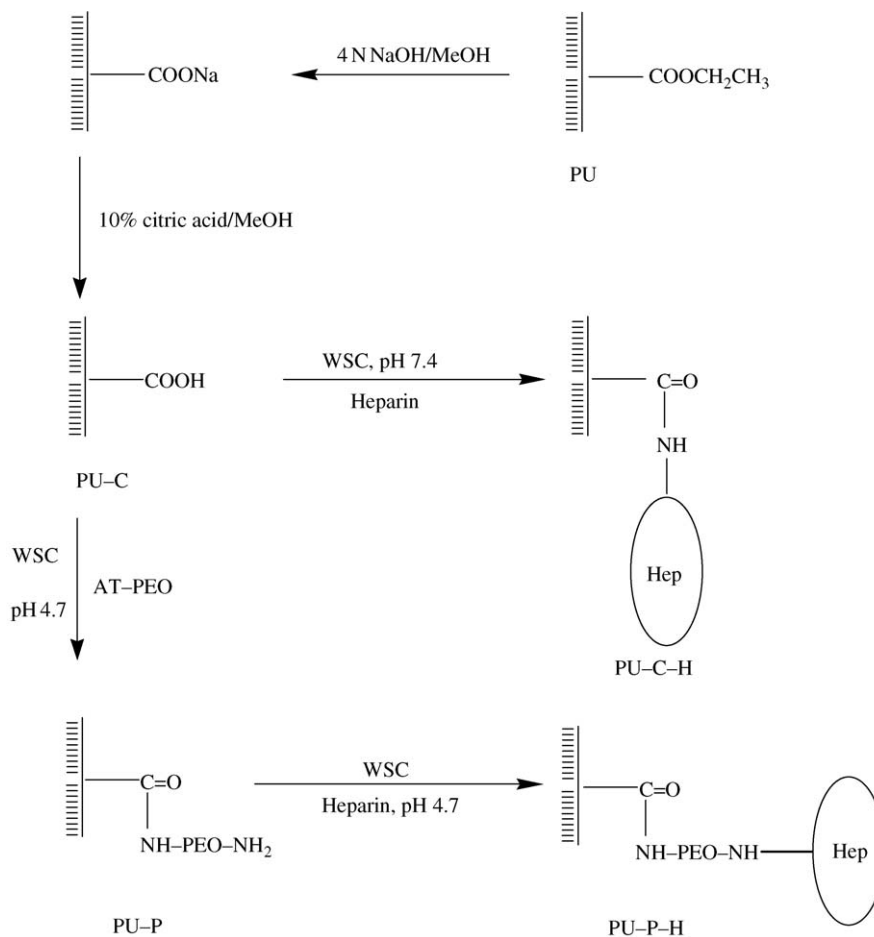 COONa
4 N NaOH/MeOH
COOCH₂CH₃
PU
10% citric acid/MeOH
COOH
WSC, pH 7.4
Heparin
C=O
NH
Hep
PU–C
PU–C–H
WSC
pH 4.7
AT–PEO
C=O
NH–PEO–NH₂
PU–P
WSC
Heparin, pH 4.7
C=O
NH–PEO–NH
Hep
PU–P–H